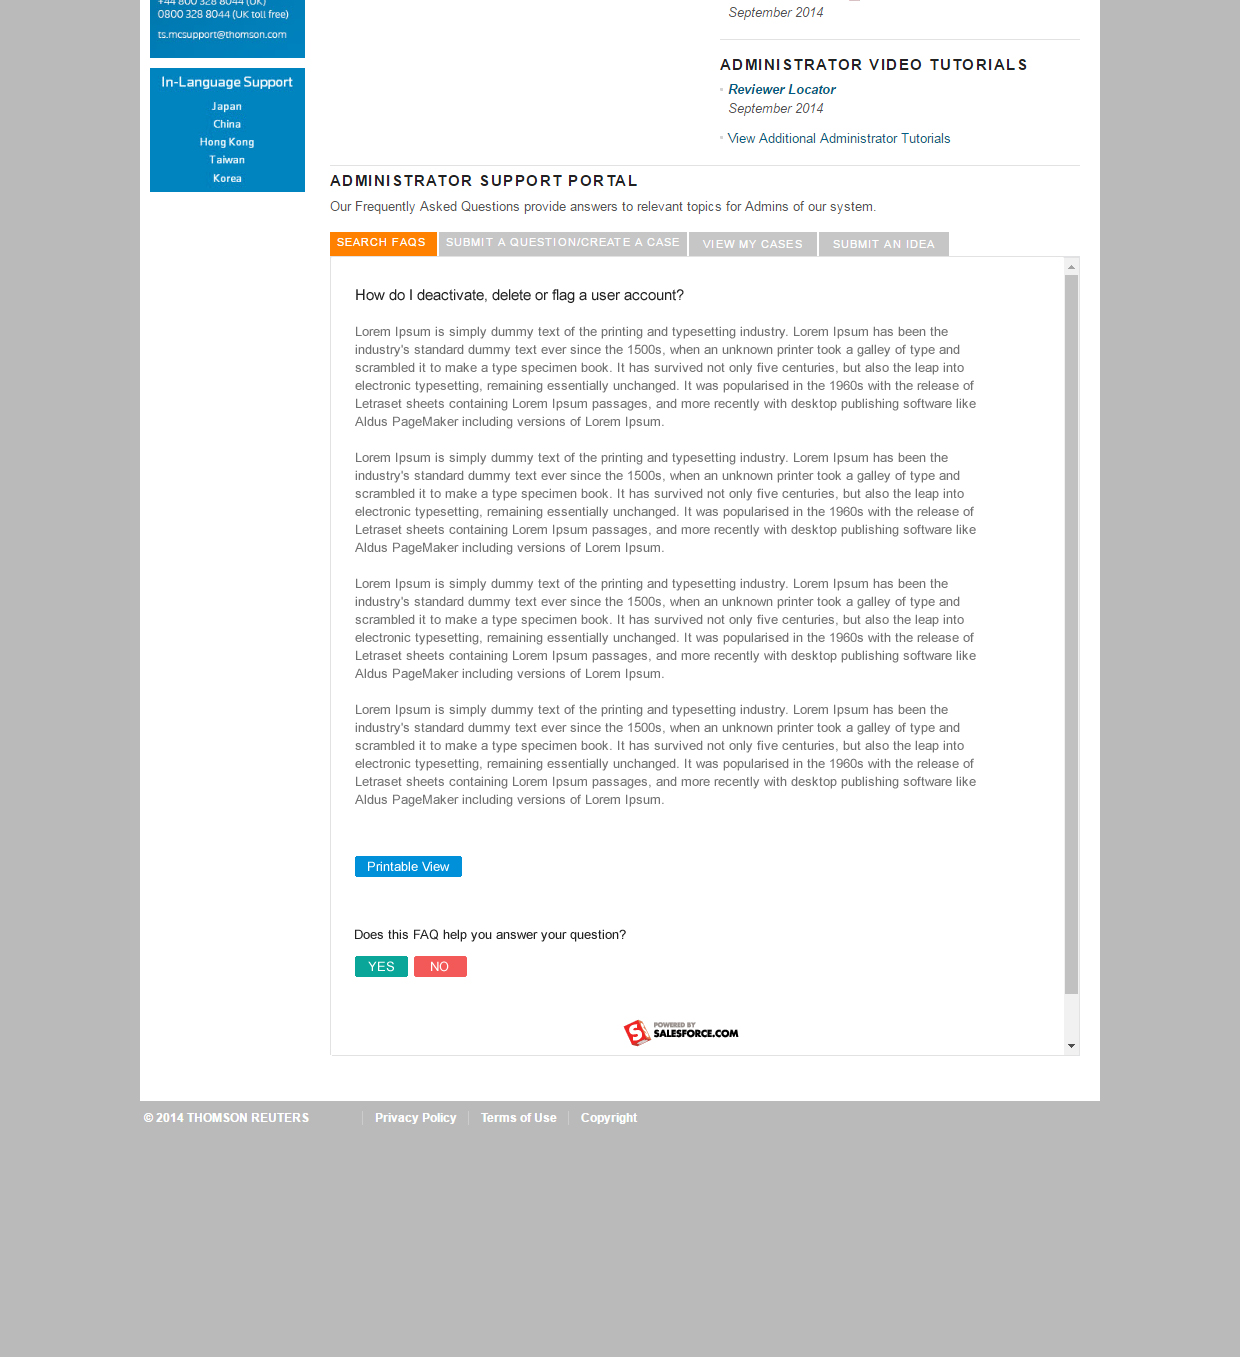 +44 800 328 8044 (UK)
0800 328 8044 (UK toll free)
ts.mcsupport@thomson.com
In-Language Support
Japan
China
Hong Kong
Taiwan
Korea
September 2014
ADMINISTRATOR VIDEO TUTORIALS
Reviewer Locator
September 2014
View Additional Administrator Tutorials
ADMINISTRATOR SUPPORT PORTAL
Our Frequently Asked Questions provide answers to relevant topics for Admins of our system.
SEARCH FAQS
SUBMIT A QUESTION/CREATE A CASE
VIEW MY CASES
SUBMIT AN IDEA
How do I deactivate, delete or flag a user account?
Lorem Ipsum is simply dummy text of the printing and typesetting industry. Lorem Ipsum has been the
industry's standard dummy text ever since the 1500s, when an unknown printer took a galley of type and
scrambled it to make a type specimen book. It has survived not only five centuries, but also the leap into
electronic typesetting, remaining essentially unchanged. It was popularised in the 1960s with the release of
Letraset sheets containing Lorem Ipsum passages, and more recently with desktop publishing software like
Aldus PageMaker including versions of Lorem Ipsum.
Lorem Ipsum is simply dummy text of the printing and typesetting industry. Lorem Ipsum has been the
industry's standard dummy text ever since the 1500s, when an unknown printer took a galley of type and
scrambled it to make a type specimen book. It has survived not only five centuries, but also the leap into
electronic typesetting, remaining essentially unchanged. It was popularised in the 1960s with the release of
Letraset sheets containing Lorem Ipsum passages, and more recently with desktop publishing software like
Aldus PageMaker including versions of Lorem Ipsum.
Lorem Ipsum is simply dummy text of the printing and typesetting industry. Lorem Ipsum has been the
industry's standard dummy text ever since the 1500s, when an unknown printer took a galley of type and
scrambled it to make a type specimen book. It has survived not only five centuries, but also the leap into
electronic typesetting, remaining essentially unchanged. It was popularised in the 1960s with the release of
Letraset sheets containing Lorem Ipsum passages, and more recently with desktop publishing software like
Aldus PageMaker including versions of Lorem Ipsum.
Lorem Ipsum is simply dummy text of the printing and typesetting industry. Lorem Ipsum has been the
industry's standard dummy text ever since the 1500s, when an unknown printer took a galley of type and
scrambled it to make a type specimen book. It has survived not only five centuries, but also the leap into
electronic typesetting, remaining essentially unchanged. It was popularised in the 1960s with the release of
Letraset sheets containing Lorem Ipsum passages, and more recently with desktop publishing software like
Aldus PageMaker including versions of Lorem Ipsum.
Printable View
Does this FAQ help you answer your question?
YES
NO
S
POWERED BY
SALESFORCE.COM
© 2014 THOMSON REUTERS
Privacy Policy
Terms of Use
Copyright